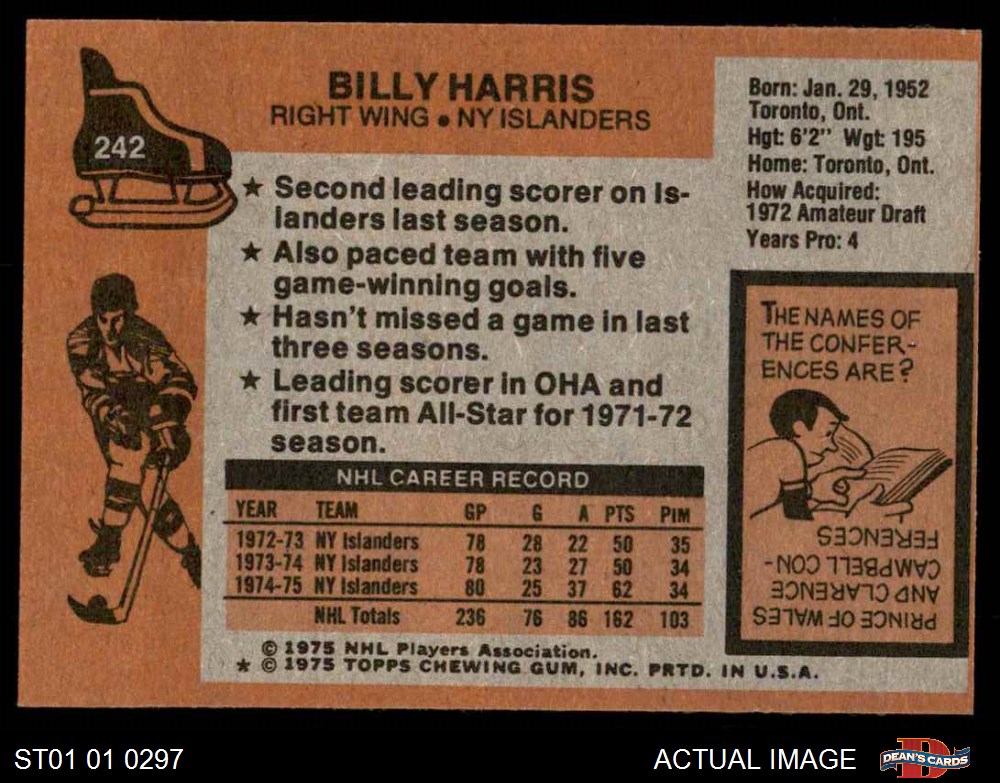 242
BILLY HARRIS
RIGHT WING • NY ISLANDERS
Born: Jan. 29, 1952
Toronto, Ont.
Hgt: 6'2" Wgt: 195
Home: Toronto, Ont.
How Acquired:
1972 Amateur Draft
Years Pro: 4
★ Second leading scorer on Is-
landers last season.
★ Also paced team with five
game-winning goals.
★ Hasn't missed a game in last
three seasons.
★ Leading scorer in OHA and
first team All-Star for 1971-72
season.
NHL CAREER RECORD
YEAR TEAM GP G A PTS PIM
1972-73 NY Islanders 78 28 22 50 35
1973-74 NY Islanders 78 23 27 50 34
1974-75 NY Islanders 80 25 37 62 34
NHL Totals 236 76 86 162 103
© 1975 NHL Players Association.
* © 1975 TOPPS CHEWING GUM, INC. PRTD. IN U.S.A.
THE NAMES OF
THE CONFER-
ENCES ARE?
PRINCE OF WALES
AND CLARENCE
CAMPBELL CON-
FERENCES
ST01 01 0297
ACTUAL IMAGE
DEAN'S CARDS